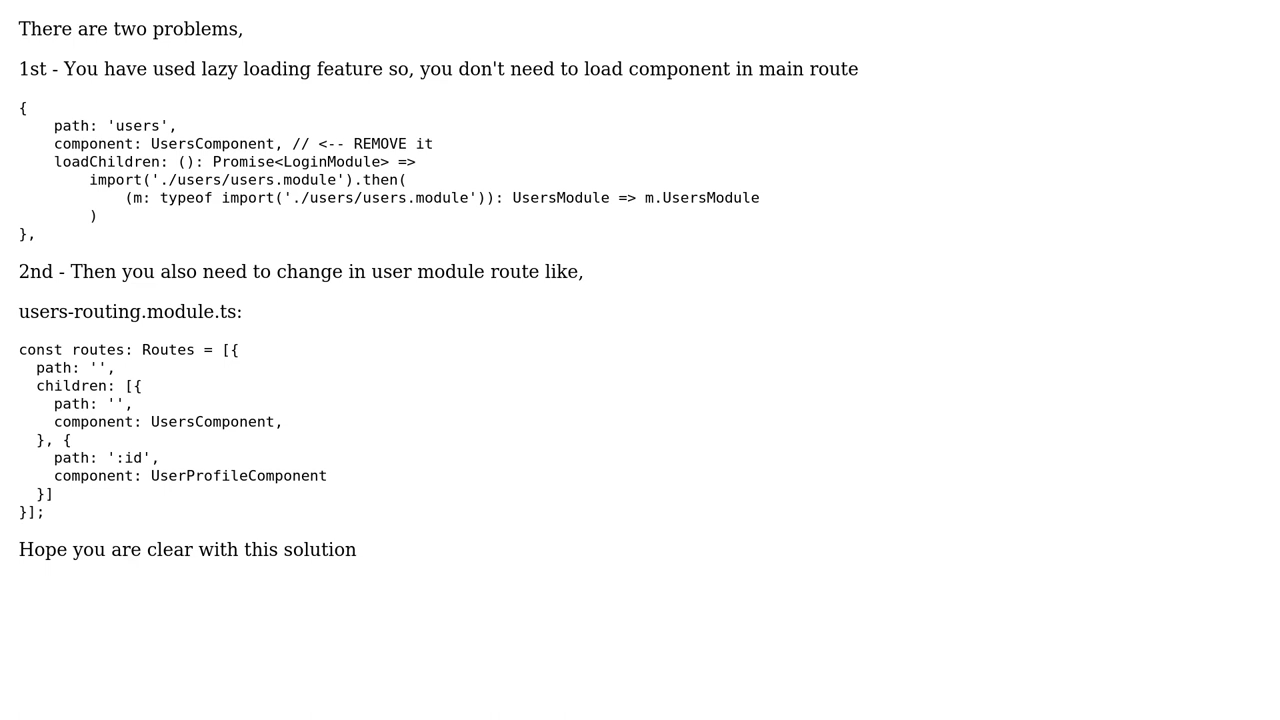 There are two problems,
1st - You have used lazy loading feature so, you don't need to load component in main route
{
    path: 'users',
    component: UsersComponent, // <-- REMOVE it
    loadChildren: (): Promise<LoginModule> =>
        import('./users/users.module').then(
            (m: typeof import('./users/users.module')): UsersModule => m.UsersModule
        )
},
2nd - Then you also need to change in user module route like,
users-routing.module.ts:
const routes: Routes = [{
  path: '',
  children: [{
    path: '',
    component: UsersComponent,
  }, {
    path: ':id',
    component: UserProfileComponent
  }]
}];
Hope you are clear with this solution